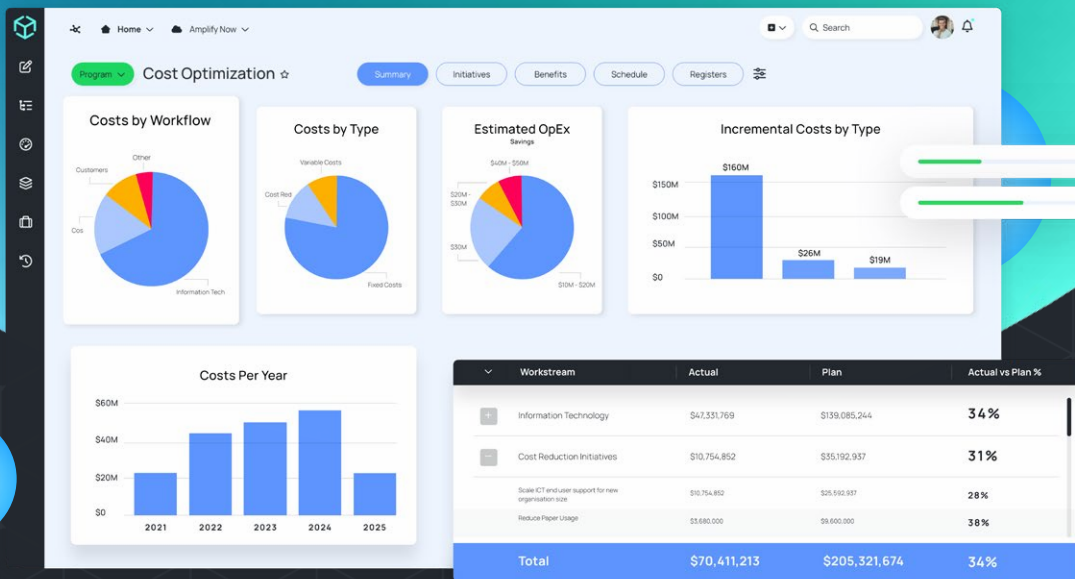 Home
Amplify Now
Search
Program
Cost Optimization
Summary
Initiatives
Benefits
Schedule
Registers
Costs by Workflow
Other
Customers
Cos
Information Tech
Costs by Type
Variable Costs
Cost Red
Fixed Costs
Estimated OpEx
Savings
$40M - $50M
$20M -
$30M
$30M
$10M - $20M
Incremental Costs by Type
$160M
$150M
$100M
$50M
$0
$26M
$19M
Costs Per Year
$60M
$40M
$20M
$0
2021 2022 2023 2024 2025
Workstream Actual Plan Actual vs Plan %
Information Technology $47,331,769 $139,085,244 34%
Cost Reduction Initiatives $10,754,852 $35,192,937 31%
Scale ICT end user support for new
organisation size $10,754,852 $25,592,937 28%
Reduce Paper Usage $3,680,000 $9,600,000 38%
Total $70,411,213 $205,321,674 34%